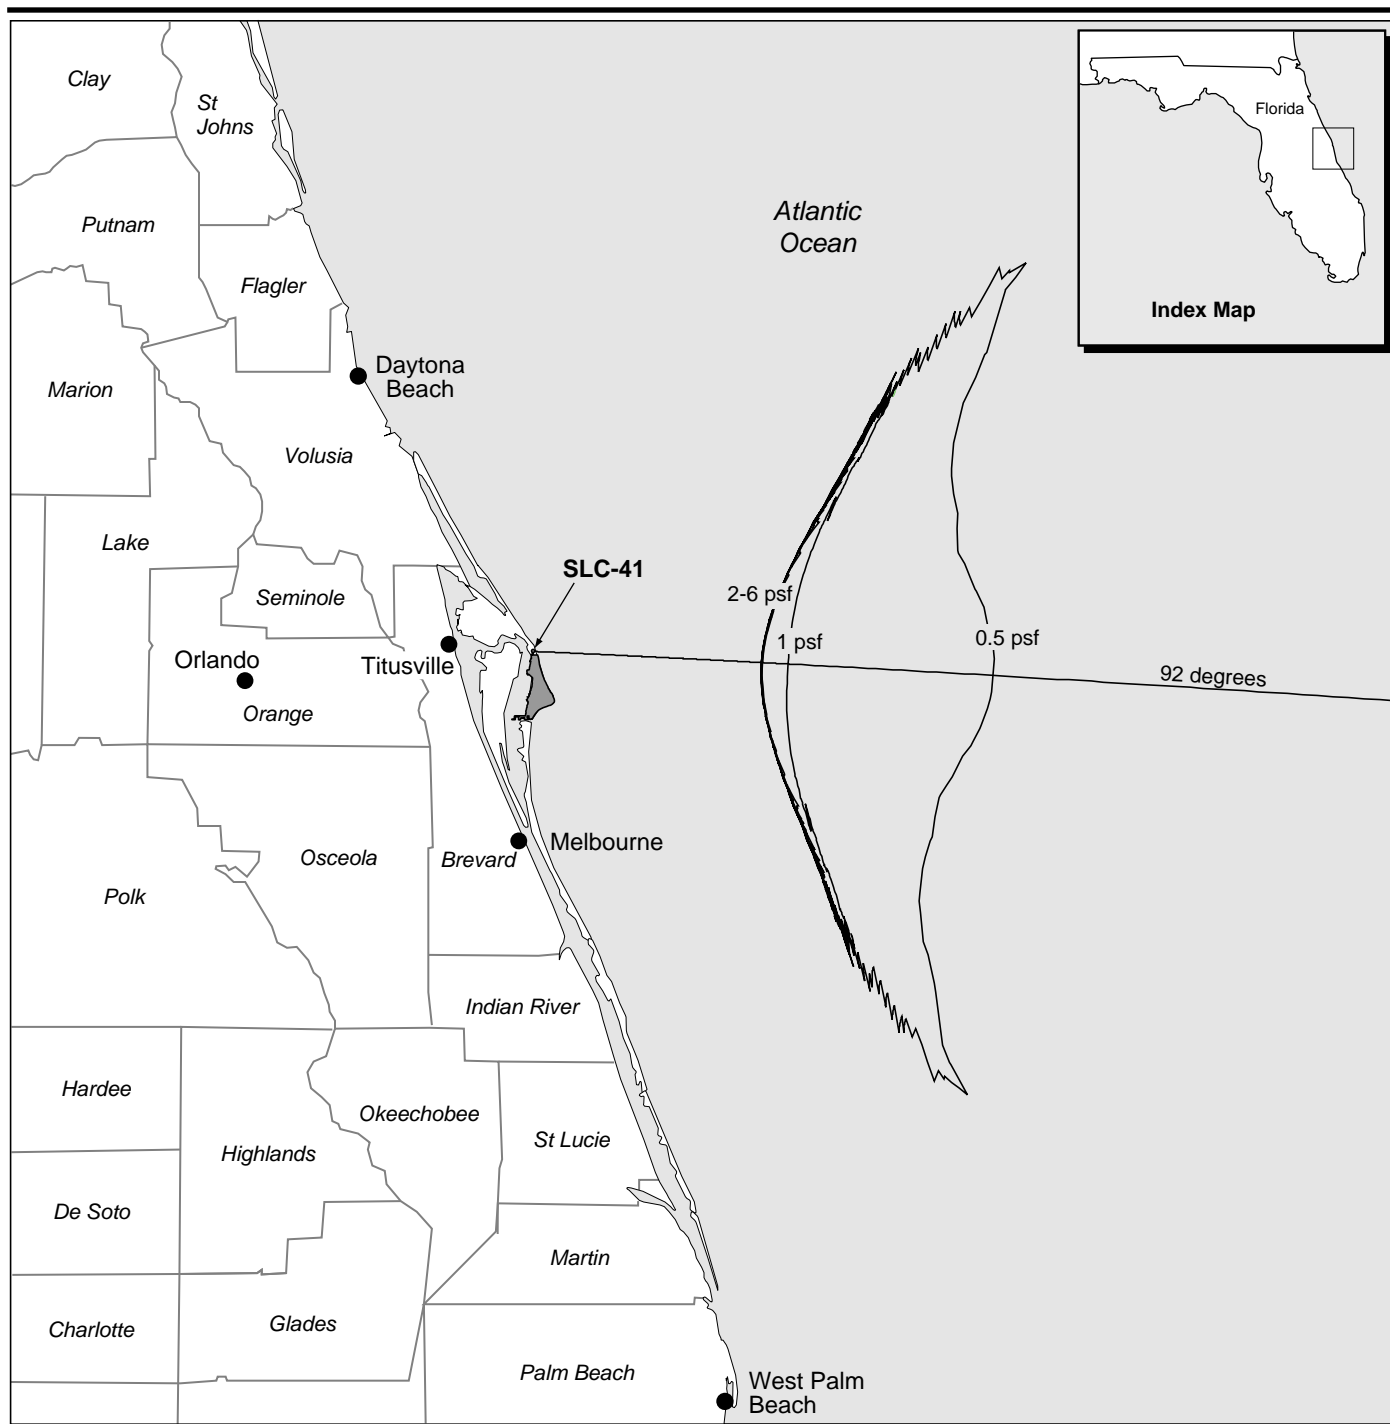 Clay
St
Johns
Florida
Atlantic
Ocean
Putnam
Flagler
Index Map
Daytona
Beach
Marion
Volusia
Lake
SLC-41
Seminole
2-6 psf
1 psf
0.5 psf
Orlando
Titusville
92 degrees
Orange
Melbourne
Osceola
Brevard
Polk
Indian River
Hardee
Okeechobee
St Lucie
Highlands
De Soto
Martin
Glades
Charlotte
Palm Beach
West Palm
Beach